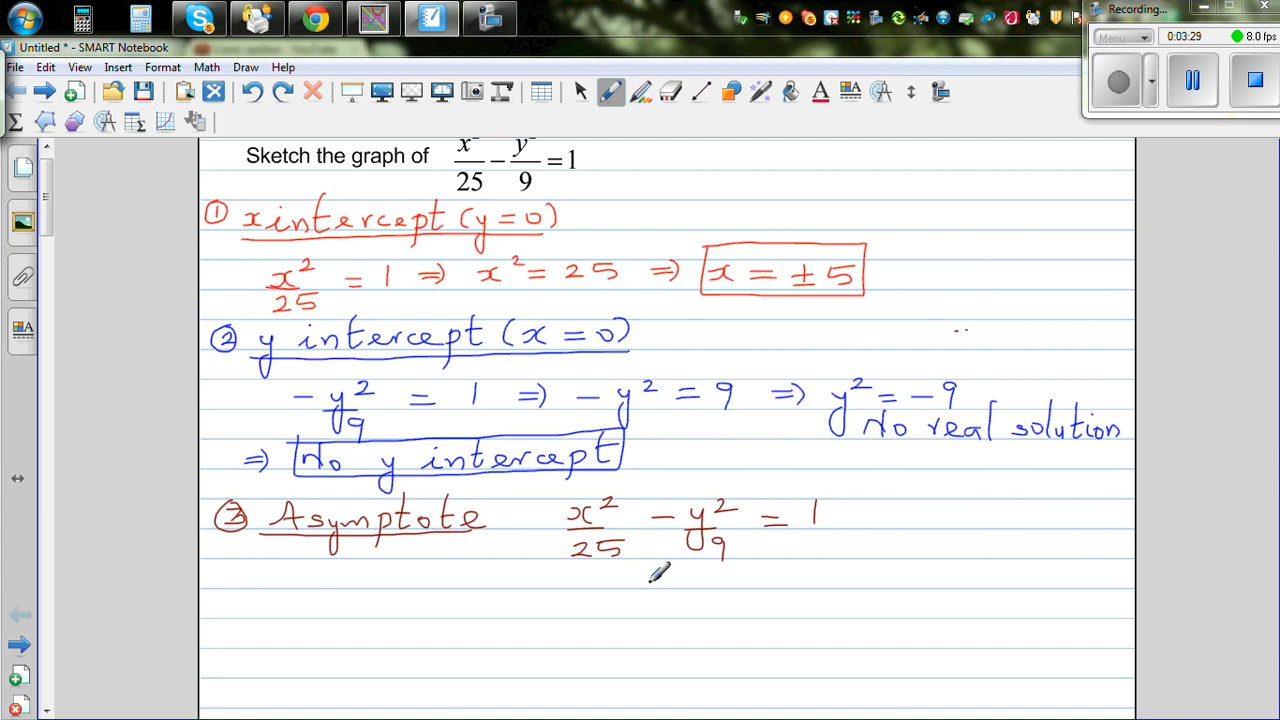 Recording...
Menu
0:03:29
8.0 fps
Untitled * - SMART Notebook
File Edit View Insert Format Math Draw Help
Sketch the graph of x²/25 − y²/9 = 1
① x intercept (y = 0)
x²/25 = 1 ⇒ x² = 25 ⇒ x = ± 5
② y intercept (x = 0)
− y²/9 = 1 ⇒ − y² = 9 ⇒ y² = − 9
No real solution
⇒ No y intercept
③ Asymptote x²/25 − y²/9 = 1